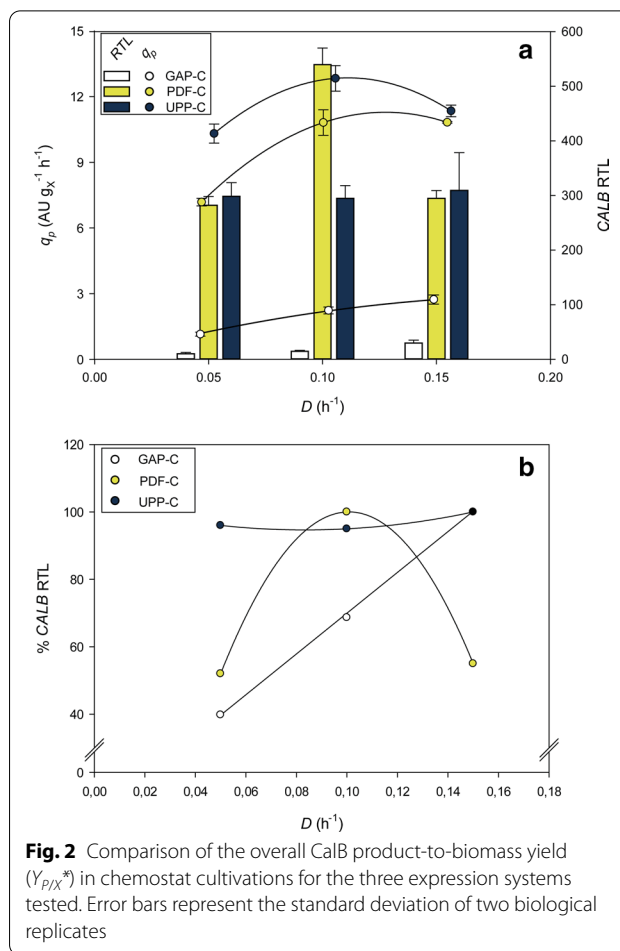 a
RTL
q_p
GAP-C
PDF-C
UPP-C
15
12
9
6
3
0
q_p (AU g_X^-1 h^-1)
600
500
400
300
200
100
0
CALB RTL
0.00 0.05 0.10 0.15 0.20
D (h^-1)
b
GAP-C
PDF-C
UPP-C
120
100
80
60
40
0
% CALB RTL
0,00 0,02 0,04 0,06 0,08 0,10 0,12 0,14 0,16 0,18
D (h^-1)
Fig. 2 Comparison of the overall CalB product-to-biomass yield
(Y_P/X*) in chemostat cultivations for the three expression systems
tested. Error bars represent the standard deviation of two biological
replicates